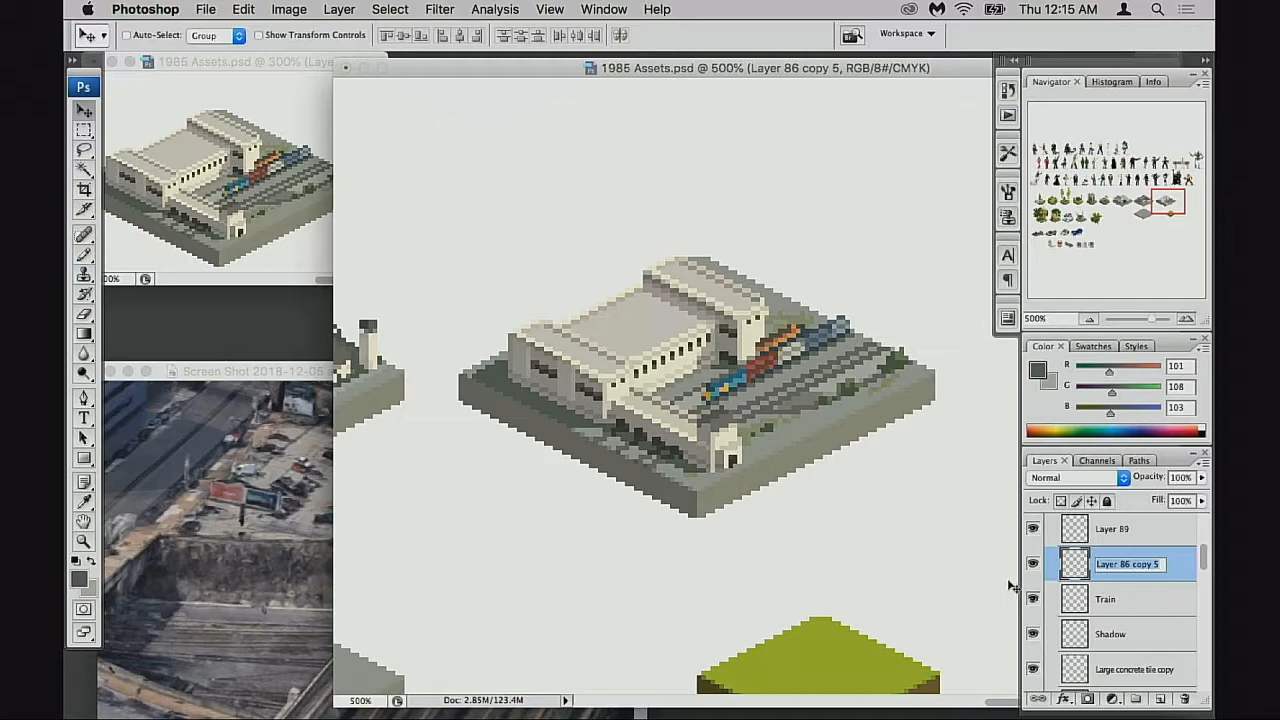 Photoshop File Edit Image Layer Select Filter Analysis View Window Help Thu 12:15 AM
Auto-Select: Group Show Transform Controls Workspace
1985 Assets.psd @ 300% (Laye
1985 Assets.psd @ 500% (Layer 86 copy 5, RGB/8#/CMYK)
Ps
Navigator Histogram Info
00%
500%
Color Swatches Styles
R 101
G 108
B 103
Screen Shot 2018-12-05
Layers Channels Paths
Normal Opacity: 100%
Lock: Fill: 100%
Layer 89
Layer 86 copy 5
Train
Shadow
Large concrete tile copy
500% Doc: 2.85M/123.4M